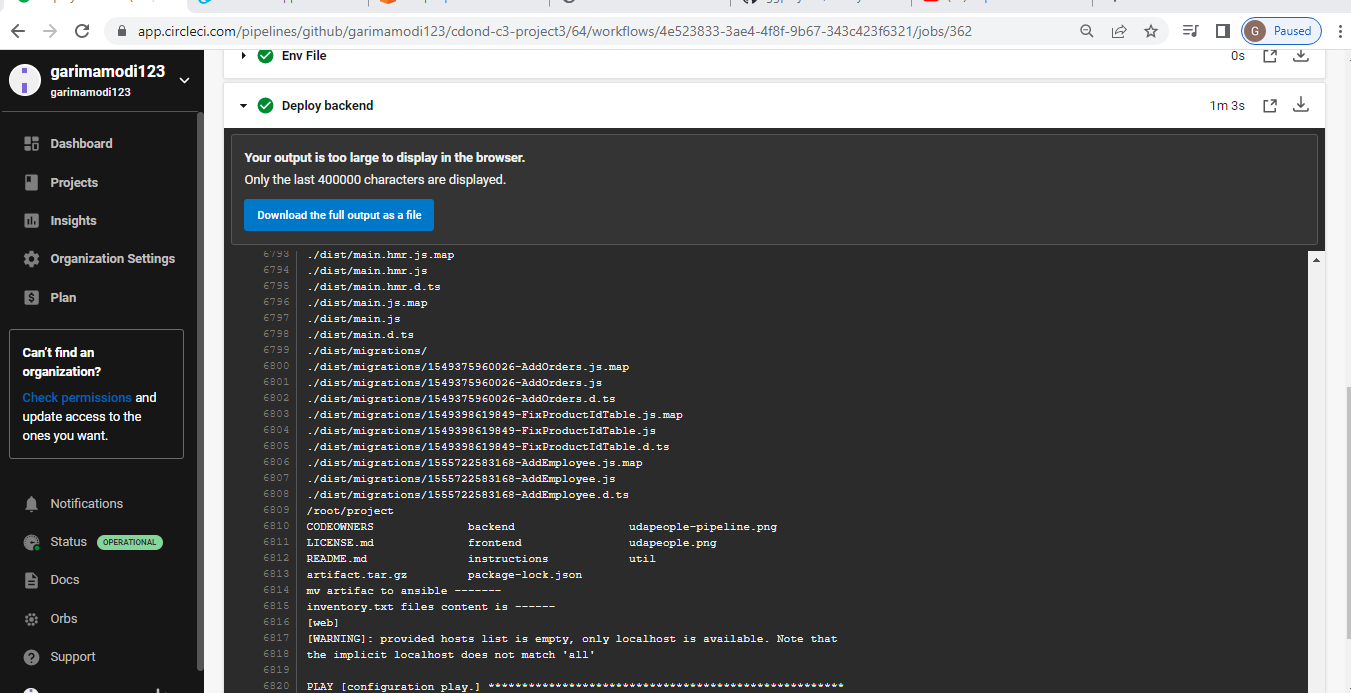 app.circleci.com/pipelines/github/garimamodi123/cdond-c3-project3/64/workflows/4e523833-3ae4-4f8f-9b67-343c423f6321/jobs/362
G Paused
garimamodi123
garimamodi123
Dashboard
Projects
Insights
Organization Settings
Plan
Can't find an
organization?
Check permissions and
update access to the
ones you want.
Notifications
Status OPERATIONAL
Docs
Orbs
Support
Env File 0s
Deploy backend 1m 3s
Your output is too large to display in the browser.
Only the last 400000 characters are displayed.
Download the full output as a file
6793 ./dist/main.hmr.js.map
6794 ./dist/main.hmr.js
6795 ./dist/main.hmr.d.ts
6796 ./dist/main.js.map
6797 ./dist/main.js
6798 ./dist/main.d.ts
6799 ./dist/migrations/
6800 ./dist/migrations/1549375960026-AddOrders.js.map
6801 ./dist/migrations/1549375960026-AddOrders.js
6802 ./dist/migrations/1549375960026-AddOrders.d.ts
6803 ./dist/migrations/1549398619849-FixProductIdTable.js.map
6804 ./dist/migrations/1549398619849-FixProductIdTable.js
6805 ./dist/migrations/1549398619849-FixProductIdTable.d.ts
6806 ./dist/migrations/1555722583168-AddEmployee.js.map
6807 ./dist/migrations/1555722583168-AddEmployee.js
6808 ./dist/migrations/1555722583168-AddEmployee.d.ts
6809 /root/project
6810 CODEOWNERS backend udapeople-pipeline.png
6811 LICENSE.md frontend udapeople.png
6812 README.md instructions util
6813 artifact.tar.gz package-lock.json
6814 mv artifac to ansible -------
6815 inventory.txt files content is ------
6816 [web]
6817 [WARNING]: provided hosts list is empty, only localhost is available. Note that
6818 the implicit localhost does not match 'all'
6819
6820 PLAY [configuration play.] *****************************************************